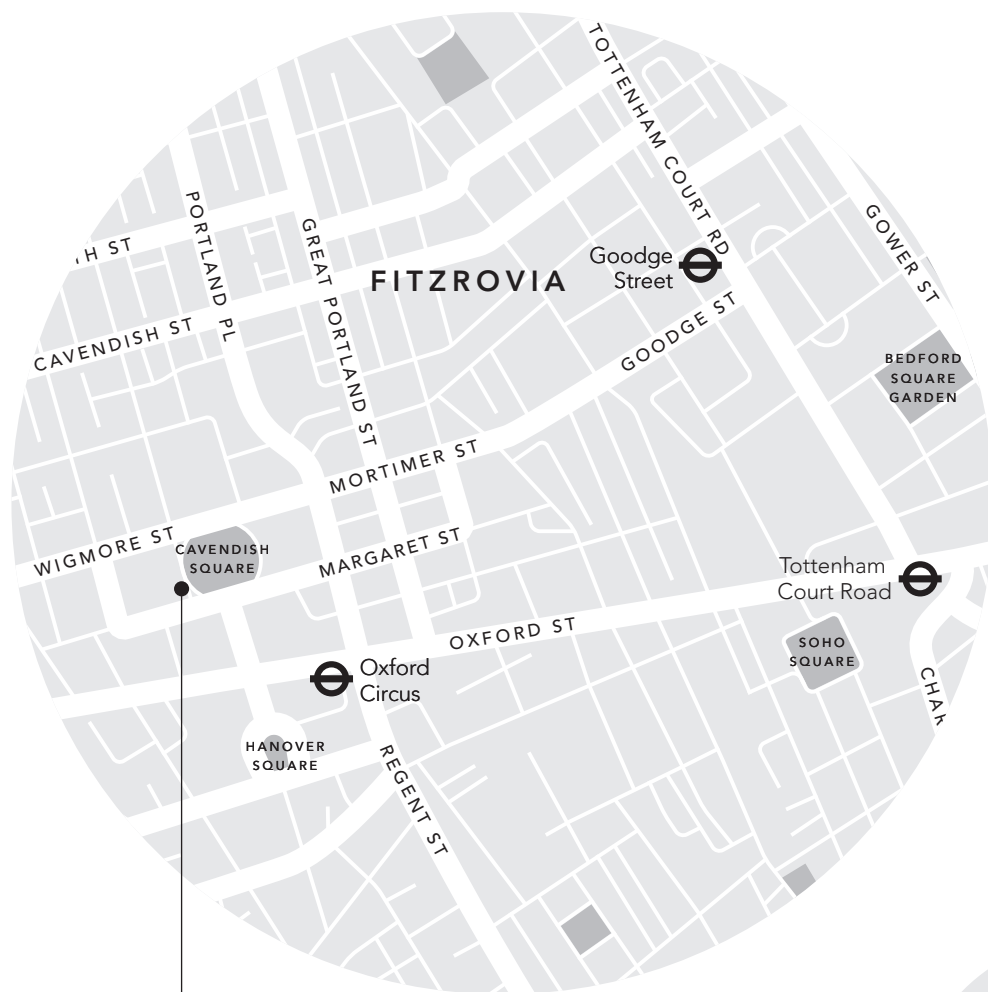 TOTTENHAM COURT RD
PORTLAND PL
GREAT PORTLAND ST
GOWER ST
H ST
CAVENDISH ST
FITZROVIA
Goodge
Street
GOODGE ST
BEDFORD
SQUARE
GARDEN
MORTIMER ST
WIGMORE ST
CAVENDISH
SQUARE
MARGARET ST
Tottenham
Court Road
OXFORD ST
SOHO
SQUARE
Oxford
Circus
CHA
HANOVER
SQUARE
REGENT ST